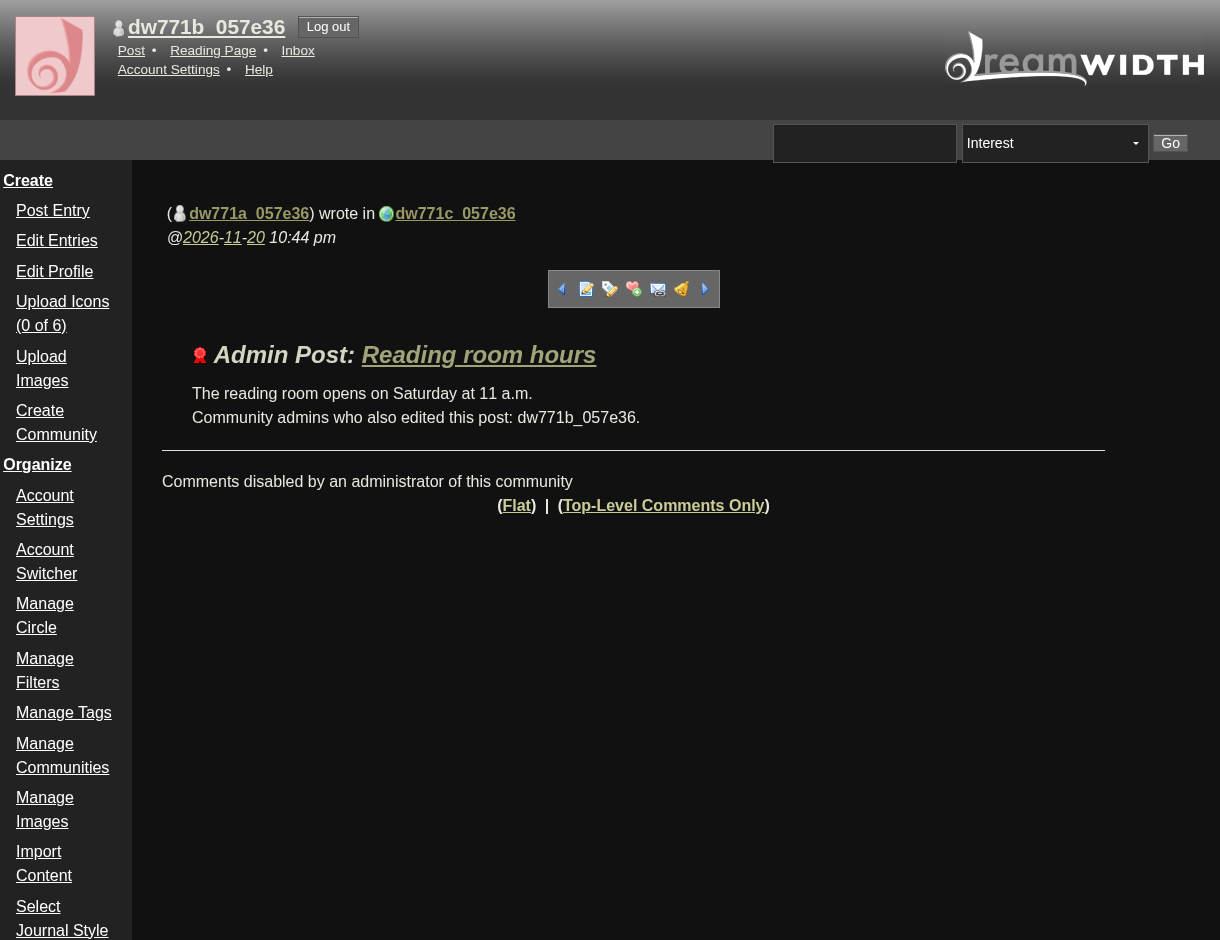 dw771b_057e36 Log out
Post • Reading Page • Inbox
Account Settings • Help
dreamwidth
Interest Go
Create
Post Entry
Edit Entries
Edit Profile
Upload Icons
(0 of 6)
Upload
Images
Create
Community
Organize
Account
Settings
Account
Switcher
Manage
Circle
Manage
Filters
Manage Tags
Manage
Communities
Manage
Images
Import
Content
Select
Journal Style
(dw771a_057e36) wrote in dw771c_057e36
@2026-11-20 10:44 pm
Admin Post: Reading room hours
The reading room opens on Saturday at 11 a.m.
Community admins who also edited this post: dw771b_057e36.
Comments disabled by an administrator of this community
(Flat) | (Top-Level Comments Only)